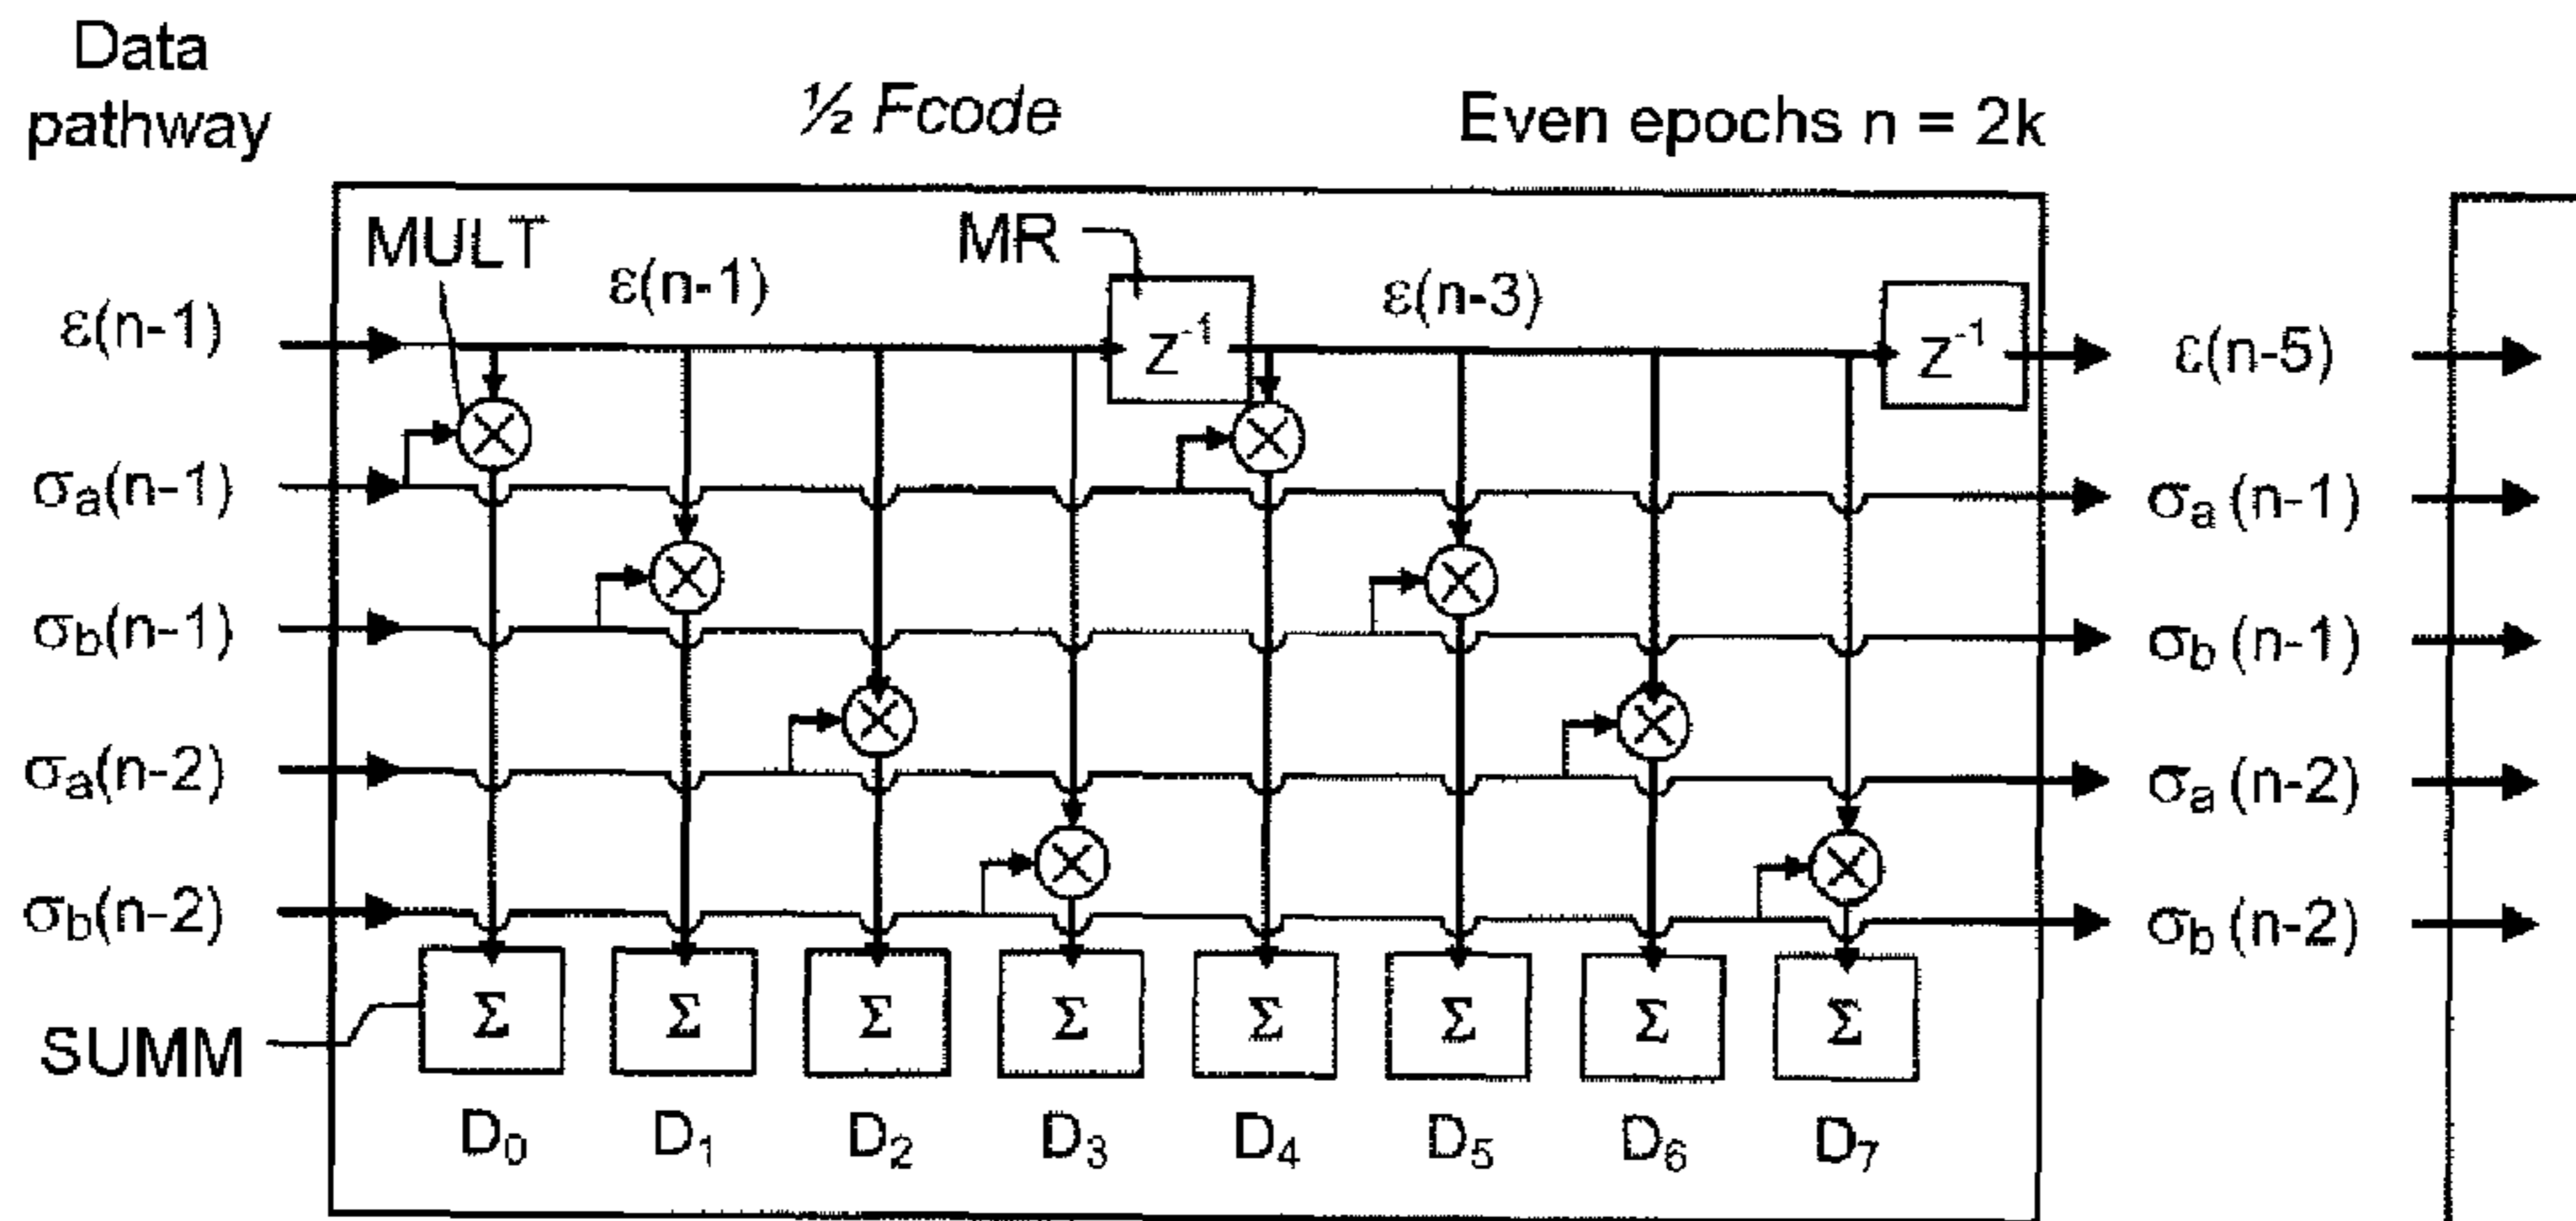 Data
pathway
½ Fcode
Even epochs n = 2k
MULT
MR
ε(n-1)
ε(n-3)
ε(n-1)
Z⁻¹
Z⁻¹
ε(n-5)
σₐ(n-1)
σₐ (n-1)
σb(n-1)
σb (n-1)
σₐ(n-2)
σₐ (n-2)
σb(n-2)
σb (n-2)
SUMM
Σ Σ Σ Σ Σ Σ Σ Σ
D₀ D₁ D₂ D₃ D₄ D₅ D₆ D₇